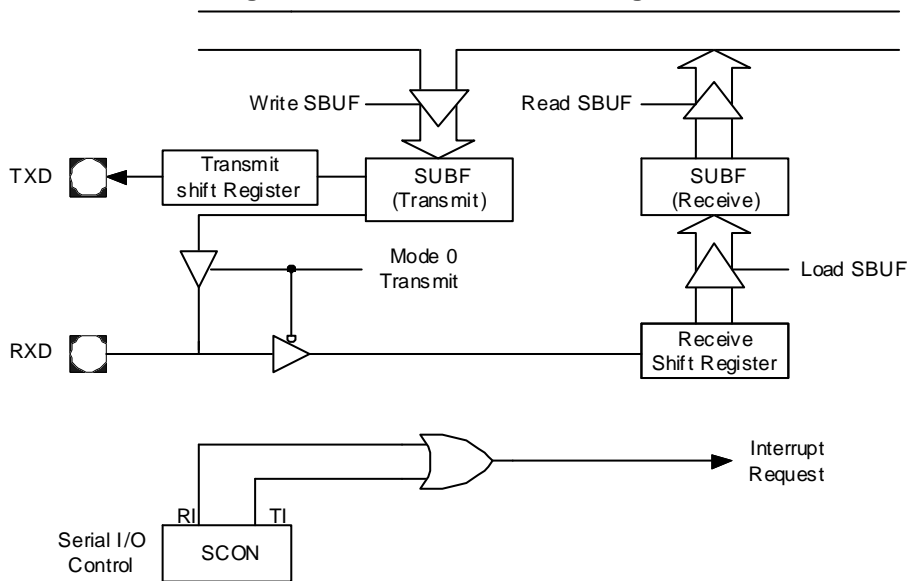 Write SBUF
Read SBUF
TXD
Transmit
shift Register
SUBF
(Transmit)
SUBF
(Receive)
Mode 0
Transmit
Load SBUF
RXD
Receive
Shift Register
Interrupt
Request
RI
TI
Serial I/O
Control
SCON